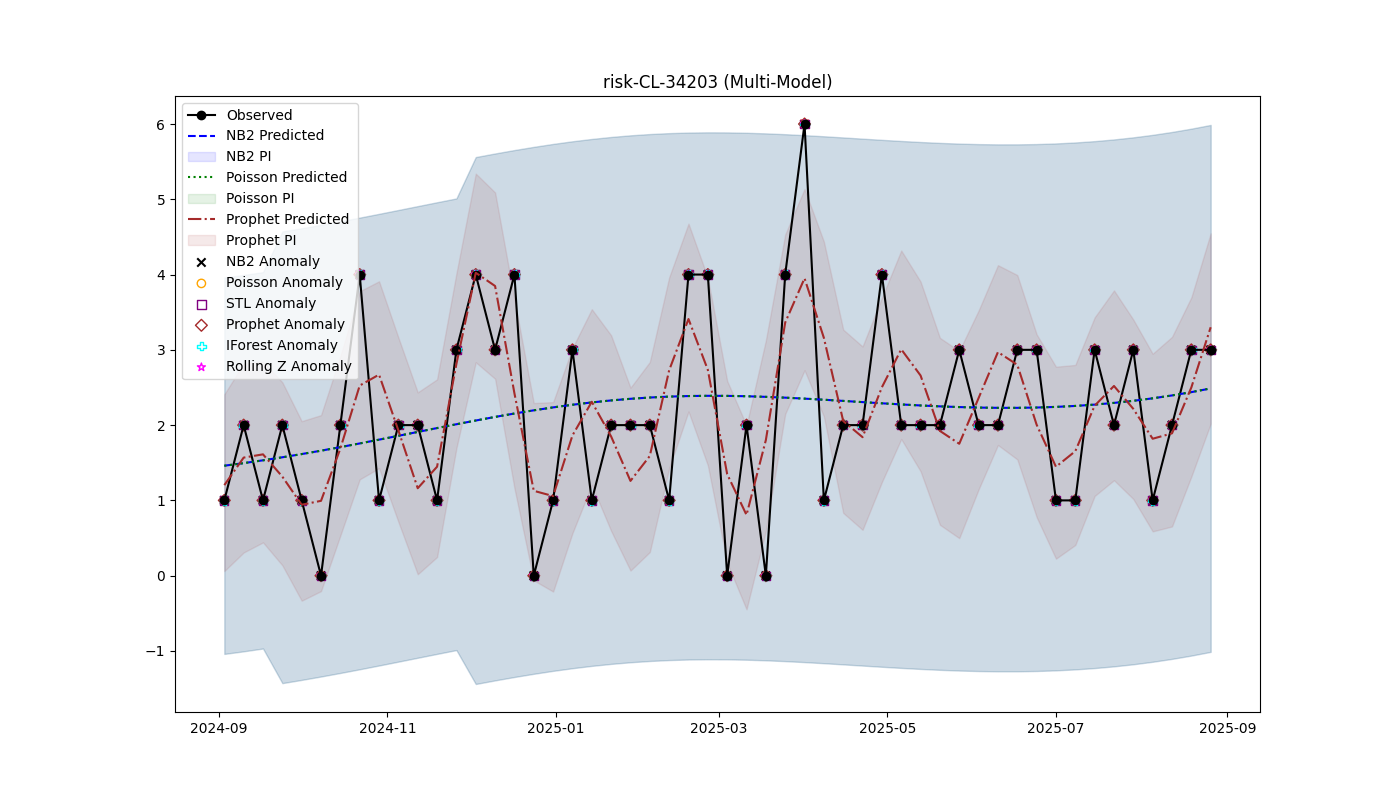 risk-CL-34203 (Multi-Model)
Observed
NB2 Predicted
NB2 PI
Poisson Predicted
Poisson PI
Prophet Predicted
Prophet PI
NB2 Anomaly
Poisson Anomaly
STL Anomaly
Prophet Anomaly
IForest Anomaly
Rolling Z Anomaly
6
5
4
3
2
1
0
−1
2024-09 2024-11 2025-01 2025-03 2025-05 2025-07 2025-09